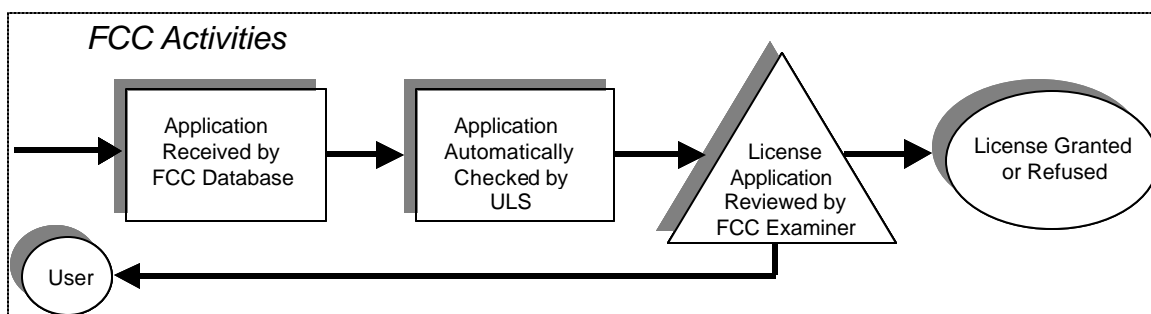 FCC Activities
Application
Received by
FCC Database
Application
Automatically
Checked by
ULS
License
Application
Reviewed by
FCC Examiner
License Granted
or Refused
User